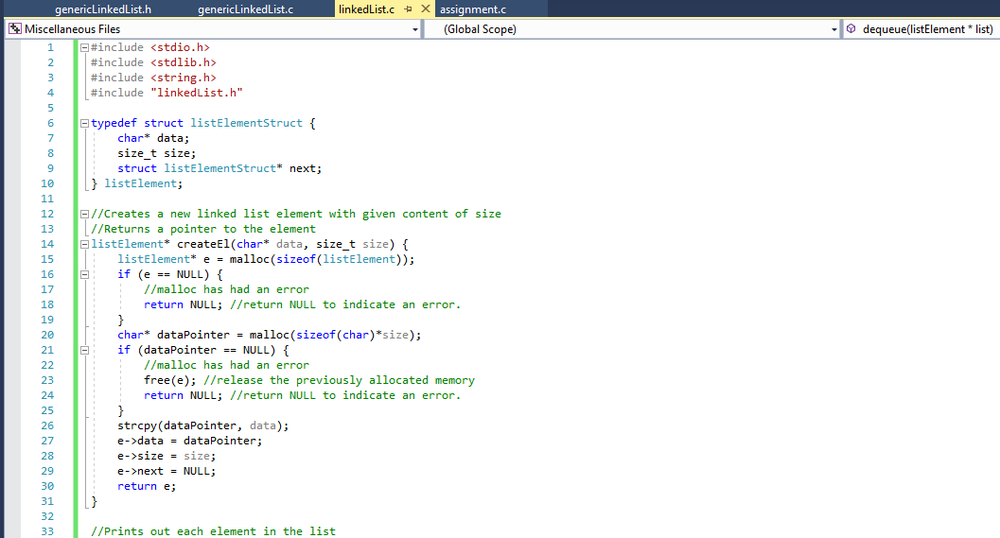 genericLinkedList.h genericLinkedList.c linkedList.c assignment.c
Miscellaneous Files (Global Scope) dequeue(listElement * list)
1 #include <stdio.h>
2 #include <stdlib.h>
3 #include <string.h>
4 #include "linkedList.h"
5
6 typedef struct listElementStruct {
7 char* data;
8 size_t size;
9 struct listElementStruct* next;
10 } listElement;
11
12 //Creates a new linked list element with given content of size
13 //Returns a pointer to the element
14 listElement* createEl(char* data, size_t size) {
15 listElement* e = malloc(sizeof(listElement));
16 if (e == NULL) {
17 //malloc has had an error
18 return NULL; //return NULL to indicate an error.
19 }
20 char* dataPointer = malloc(sizeof(char)*size);
21 if (dataPointer == NULL) {
22 //malloc has had an error
23 free(e); //release the previously allocated memory
24 return NULL; //return NULL to indicate an error.
25 }
26 strcpy(dataPointer, data);
27 e->data = dataPointer;
28 e->size = size;
29 e->next = NULL;
30 return e;
31 }
32
33 //Prints out each element in the list